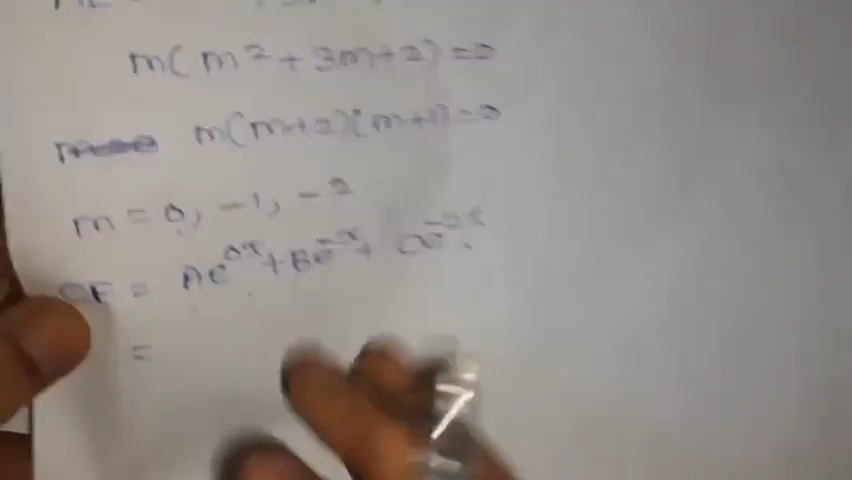 m(m²+3m+2)=0
m(m+2)(m+1)=0
m = 0, -1, -2
CF = Ae^{0x}+Be^{-x}+Ce^{-2x}.
=